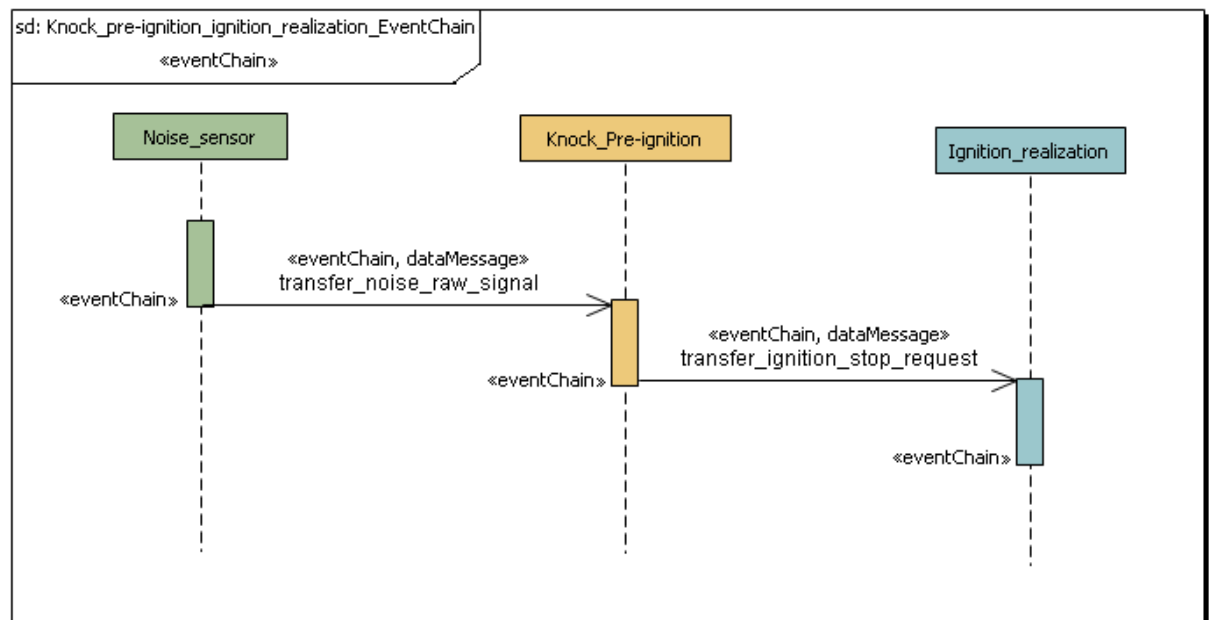 sd: Knock_pre-ignition_ignition_realization_EventChain
«eventChain»
Noise_sensor
Knock_Pre-ignition
Ignition_realization
«eventChain, dataMessage»
transfer_noise_raw_signal
«eventChain»
«eventChain, dataMessage»
transfer_ignition_stop_request
«eventChain»
«eventChain»